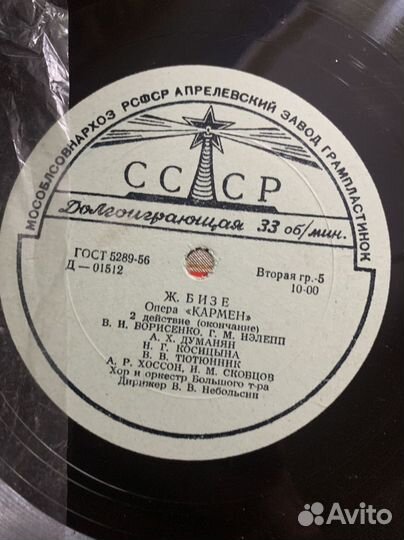 МОСОБЛСОВНАРХОЗ РСФСР АПРЕЛЕВСКИЙ ЗАВОД ГРАМПЛАСТИНОК
СССР
Долгоиграющая 33 об/мин.
ГОСТ 5289-56
Д — 01512
Вторая гр.-5
10-00
Ж. БИЗЕ
Опера «КАРМЕН»
2 действие (окончание)
В. И. БОРИСЕНКО, Г. М. НЭЛЕПП
А. Х. ДУМАНЯН
Н. Г. КОСИЦЫНА
В. В. ТЮТЮННИК
А. Р. ХОССОН, И. М. СКОБЦОВ
Хор и оркестр Большого т-ра
Дирижер В. В. Небольсин
Avito